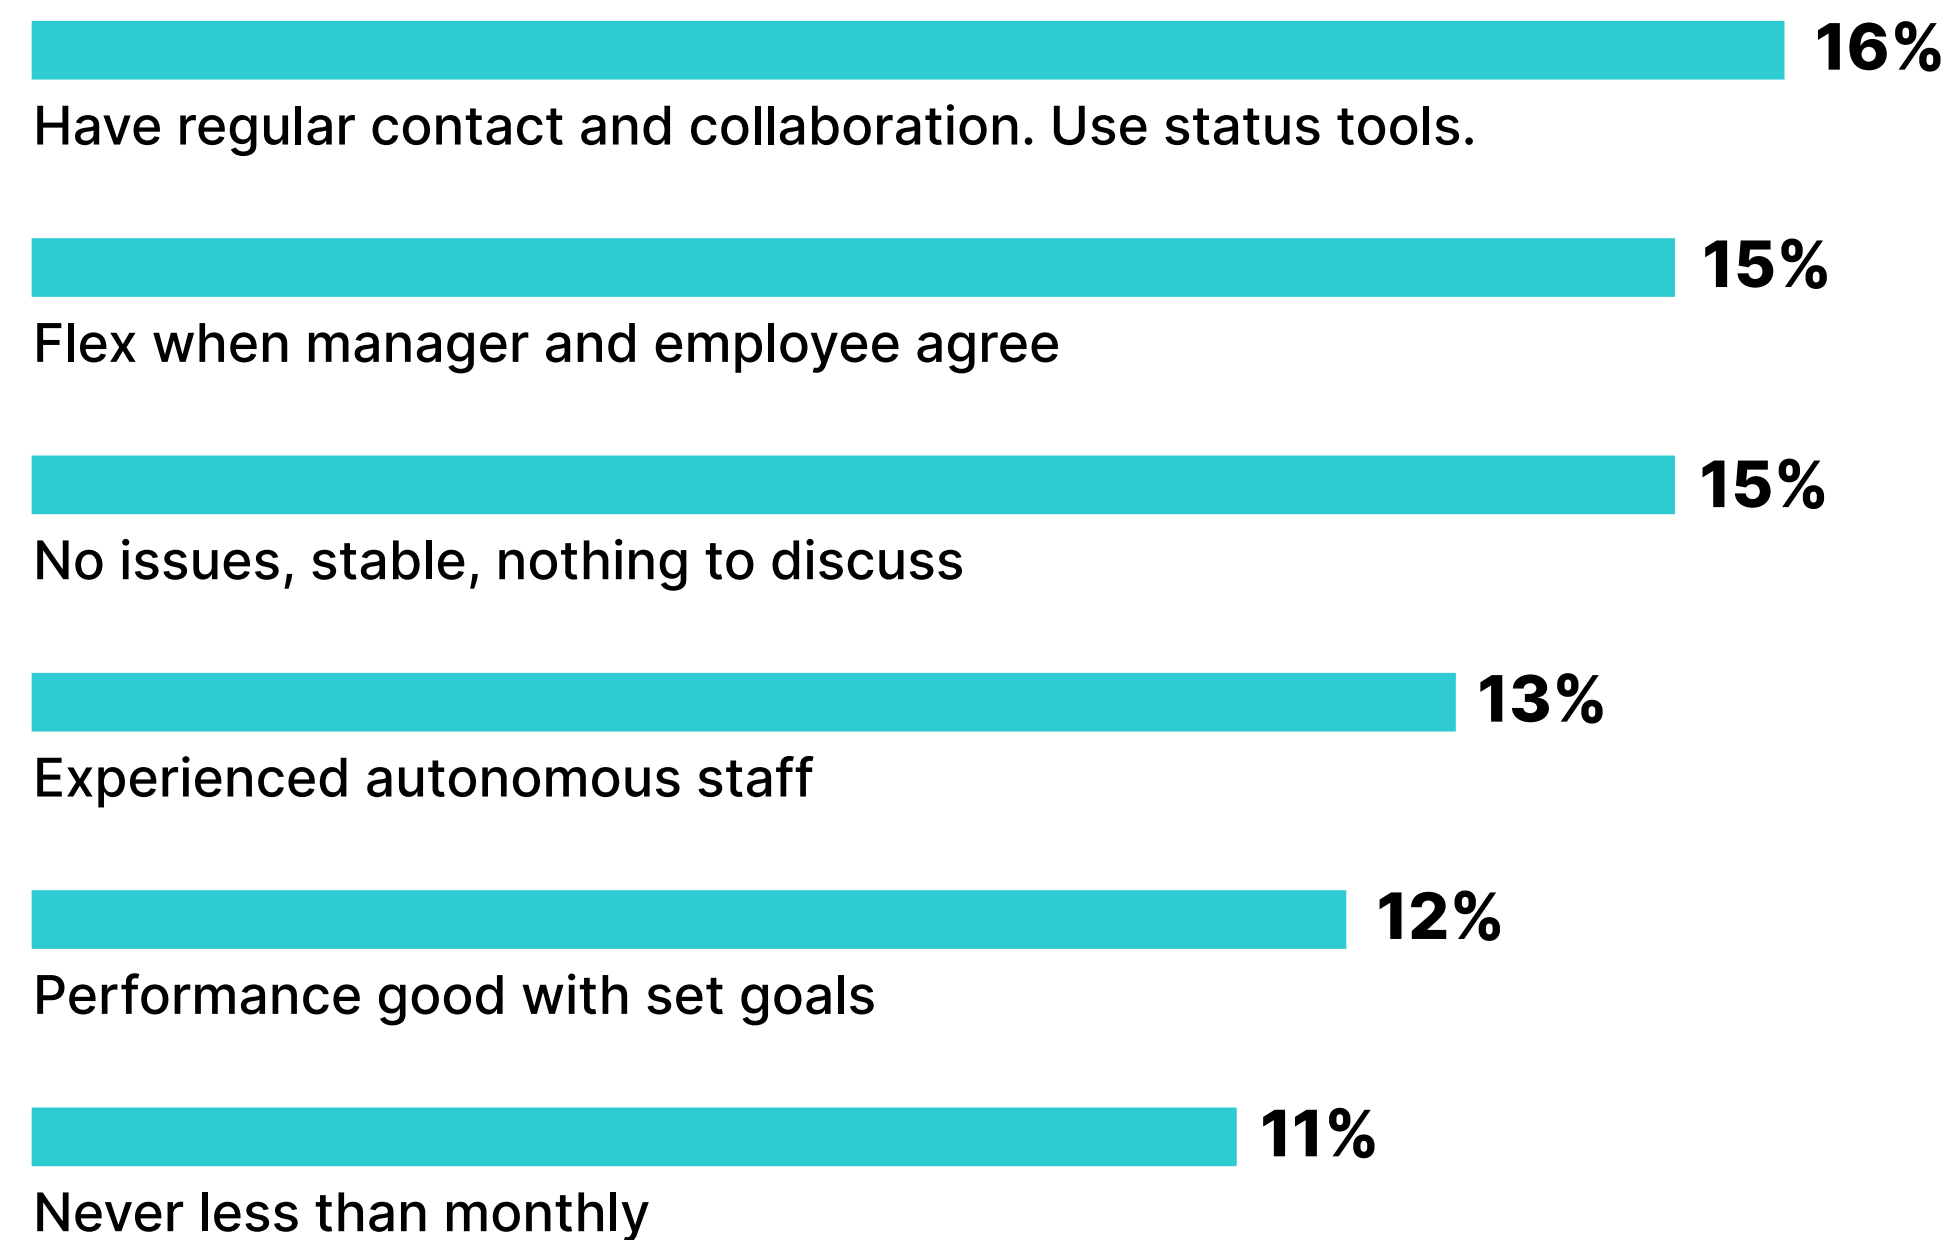 16%
Have regular contact and collaboration. Use status tools.
15%
Flex when manager and employee agree
15%
No issues, stable, nothing to discuss
13%
Experienced autonomous staff
12%
Performance good with set goals
11%
Never less than monthly